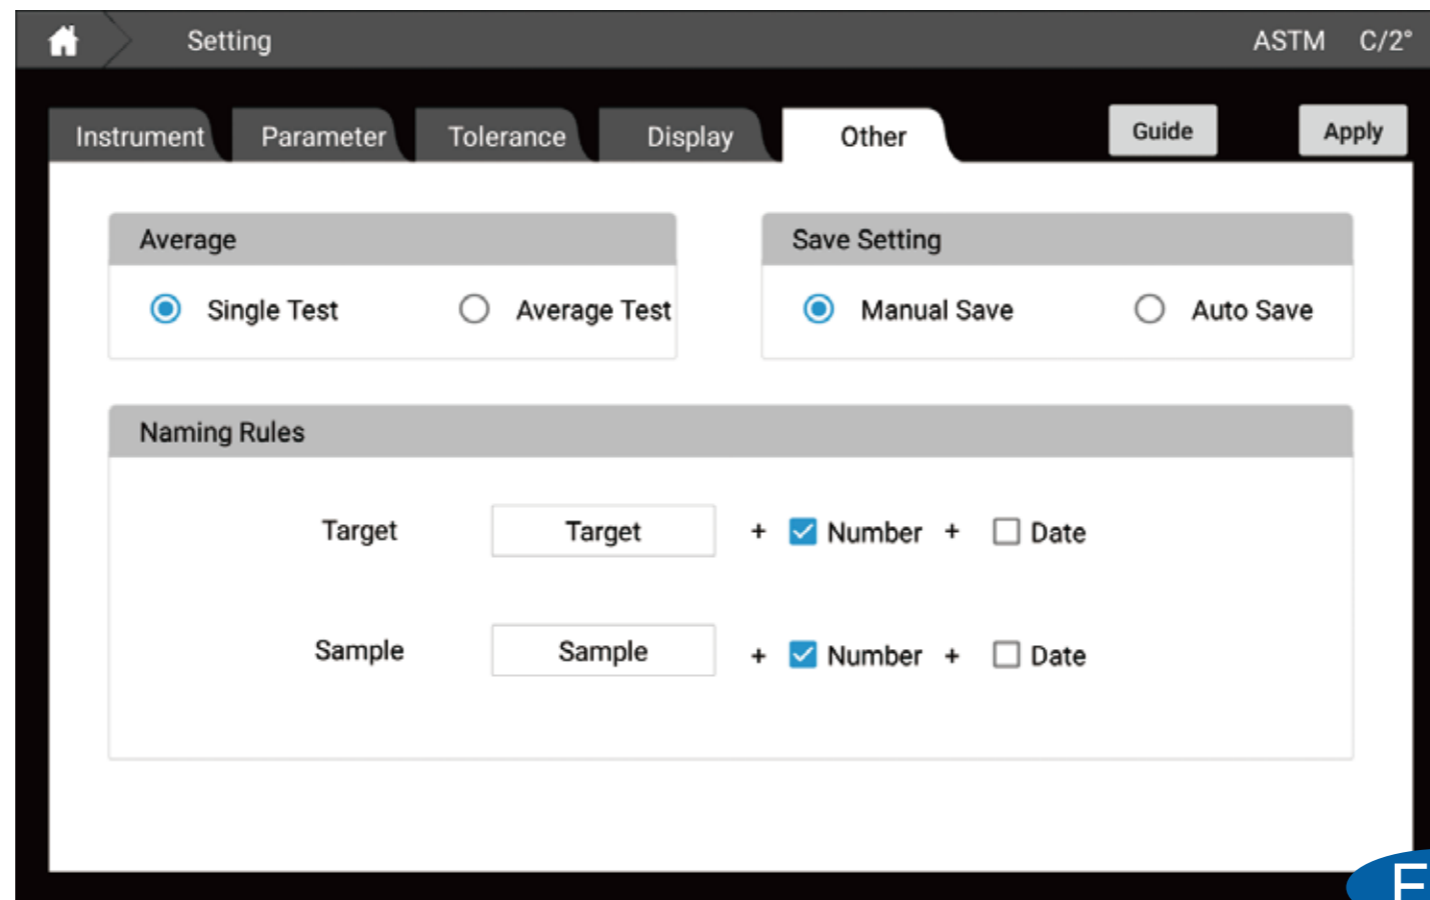 Setting ASTM C/2°
Instrument Parameter Tolerance Display Other Guide Apply
Average
Single Test Average Test
Save Setting
Manual Save Auto Save
Naming Rules
Target Target + Number + Date
Sample Sample + Number + Date